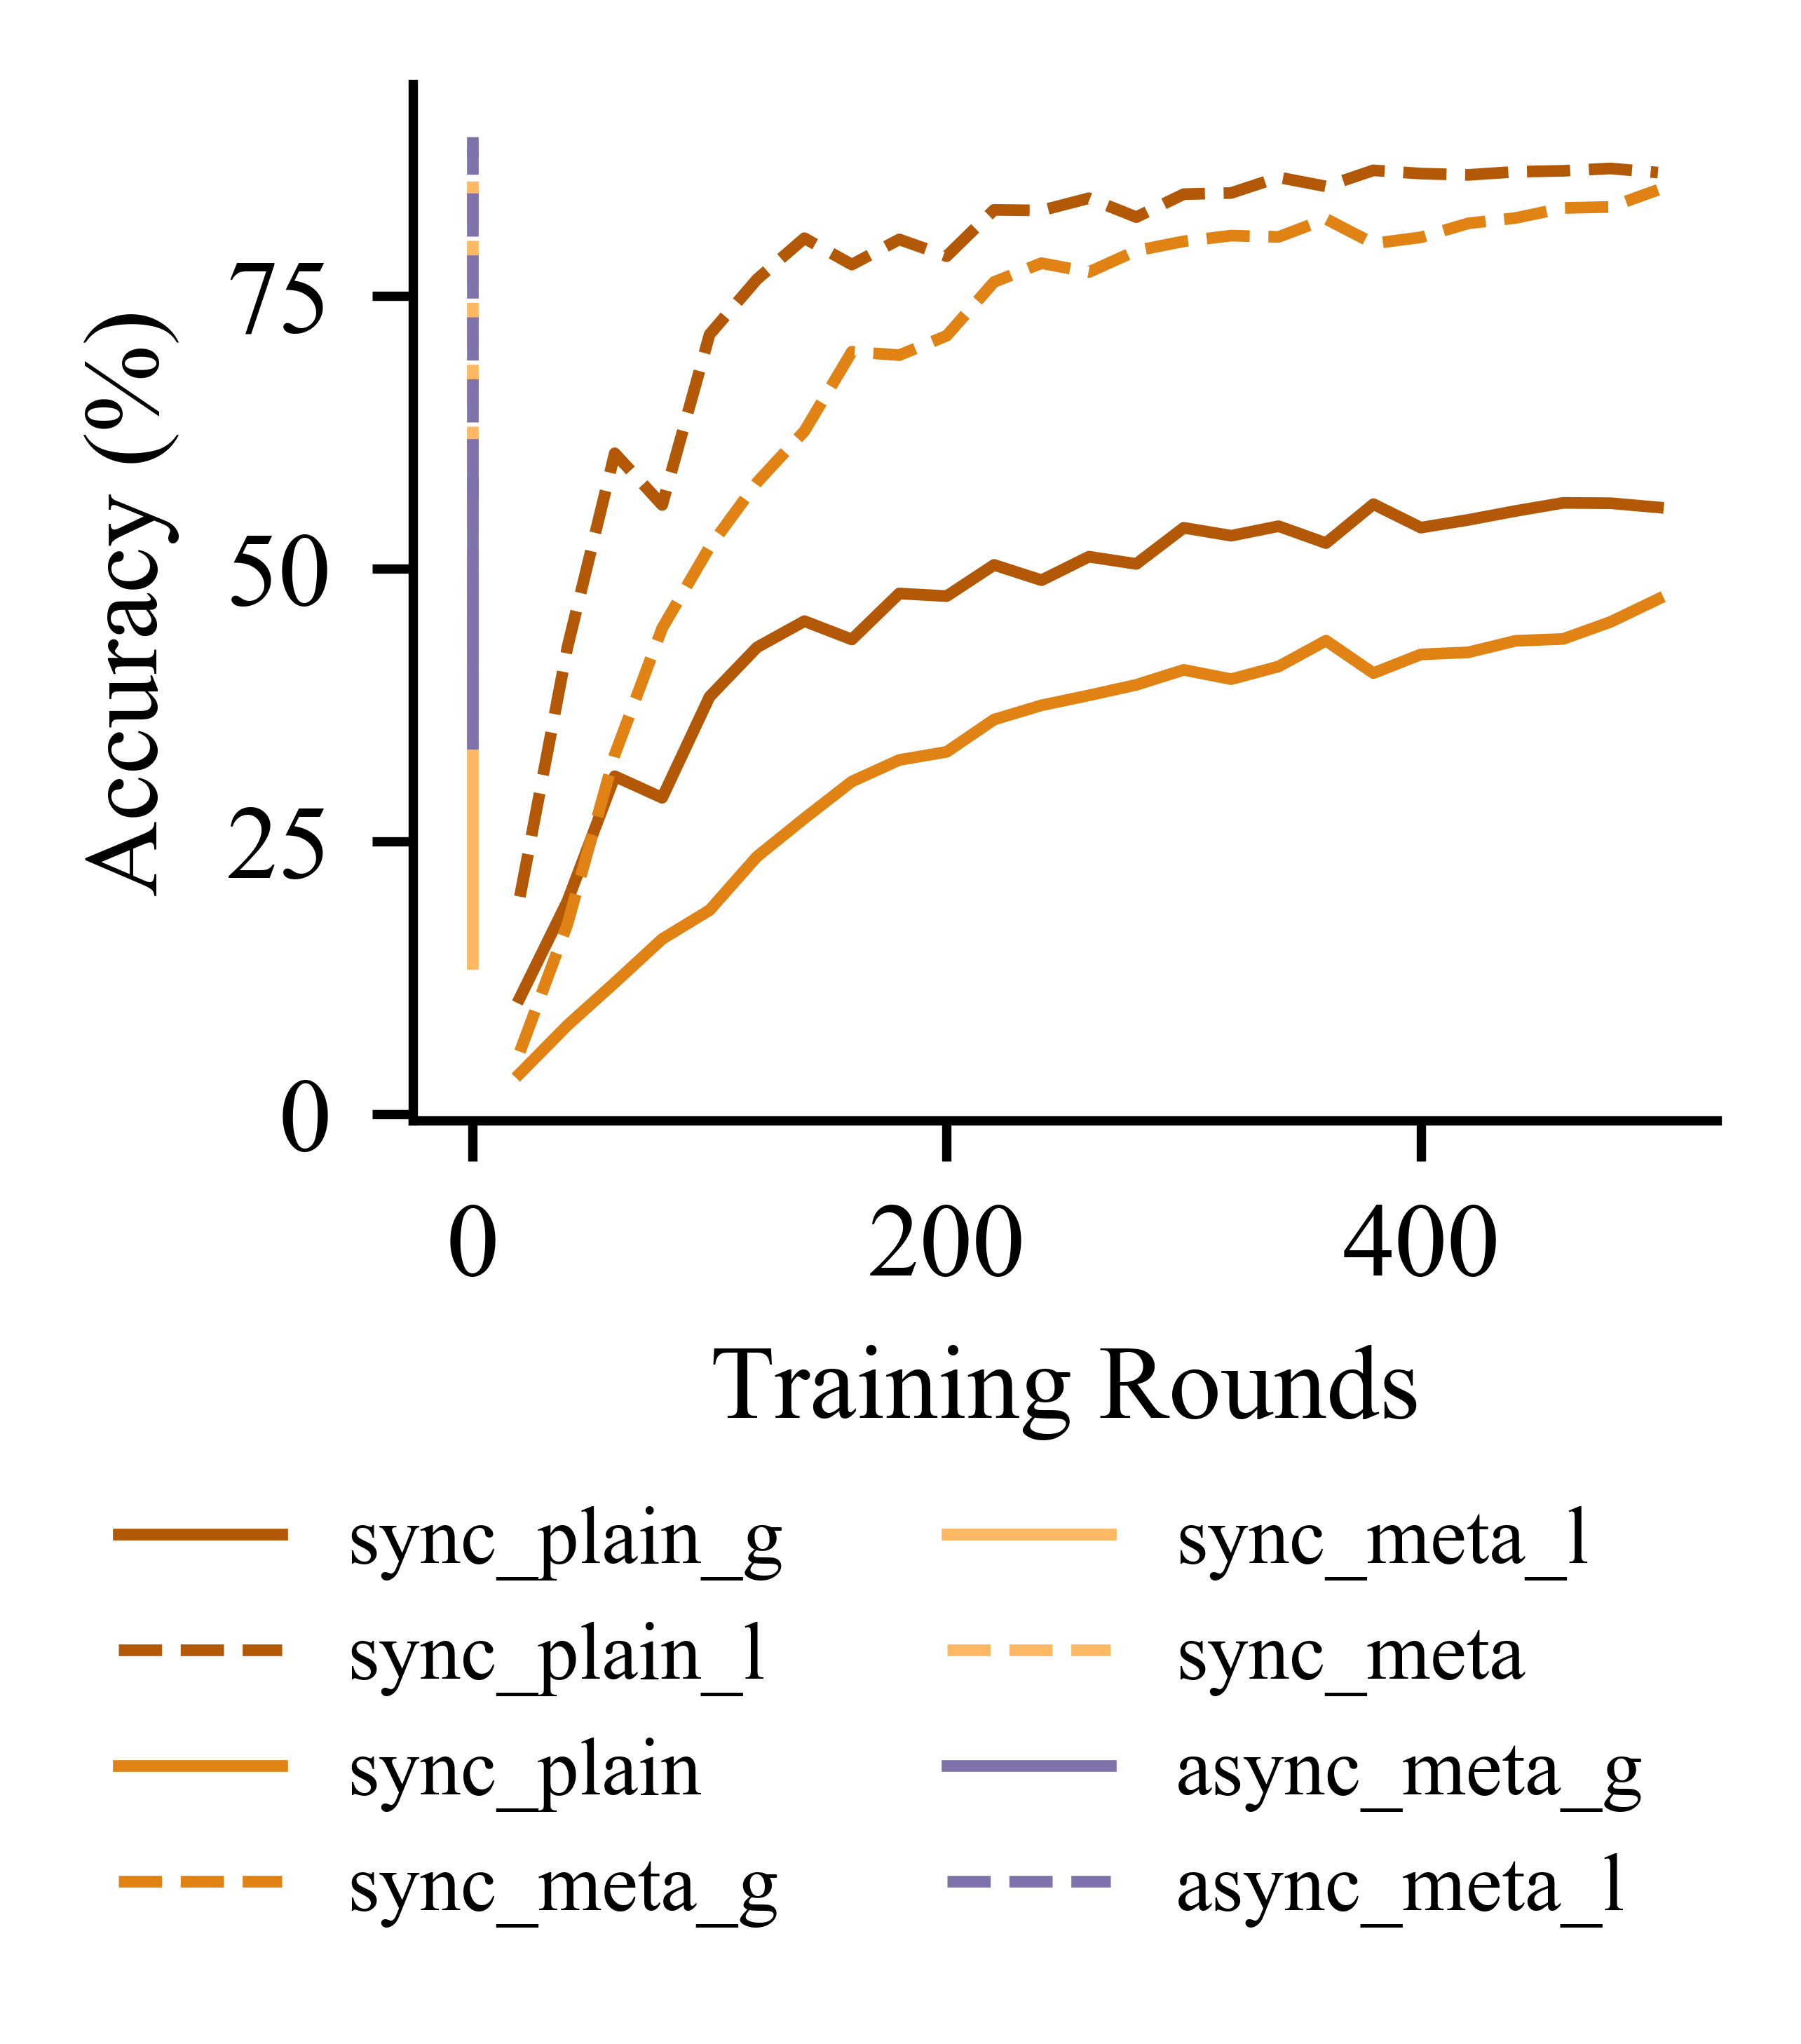 Accuracy (%)
75
50
25
0
0 200 400
Training Rounds
sync_plain_g
sync_plain_l
sync_plain
sync_meta_g
sync_meta_l
sync_meta
async_meta_g
async_meta_l